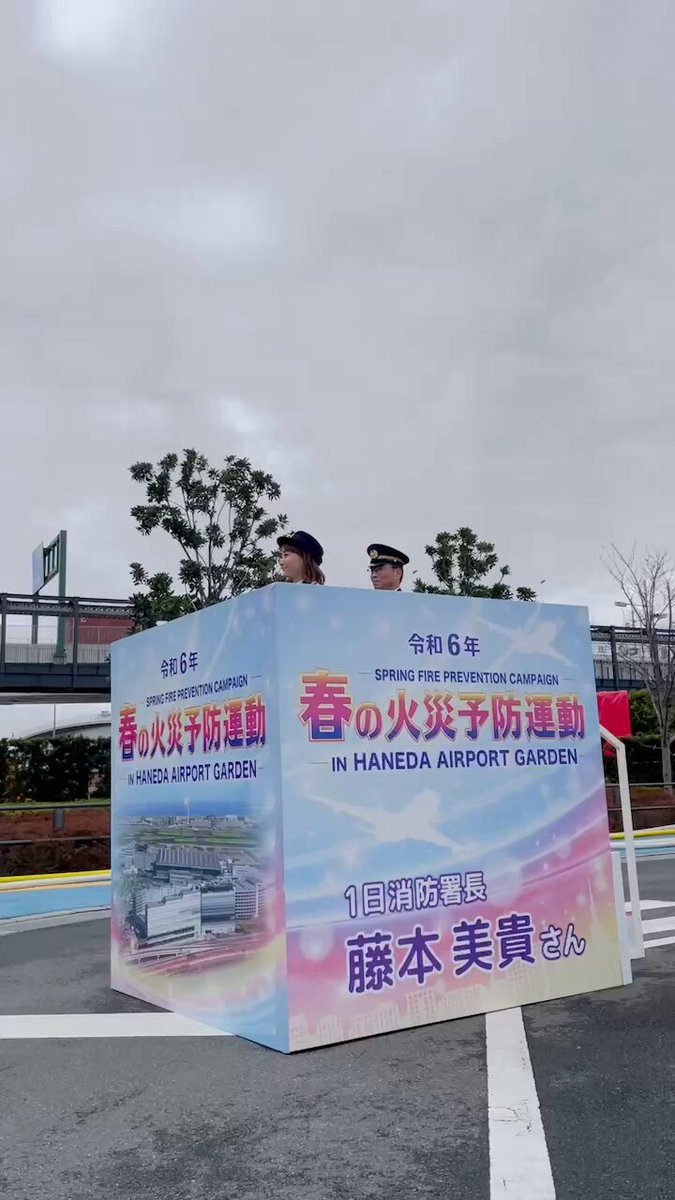 令和6年
SPRING FIRE PREVENTION CAMPAIGN
春の火災予防運動
IN HANEDA AIRPORT GARDEN
令和6年
SPRING FIRE PREVENTION CAMPAIGN
春の火災予防運動
IN HANEDA AIRPORT GARDEN
1日消防署長
藤本美貴さん